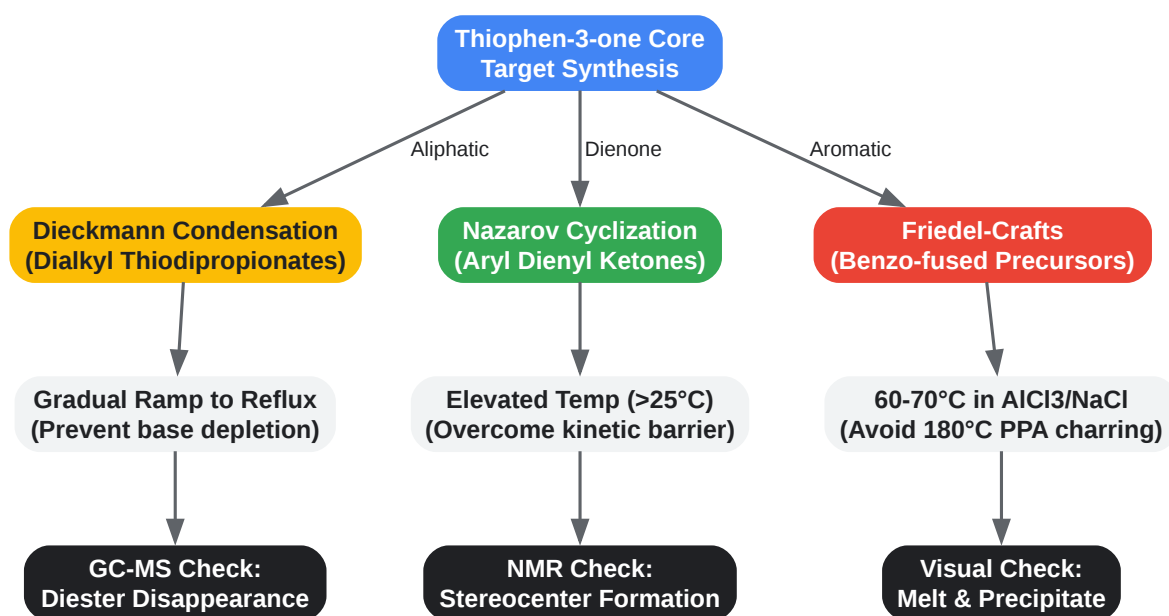 Thiophen-3-one Core
Target Synthesis
Aliphatic
Dienone
Aromatic
Dieckmann Condensation
(Dialkyl Thiodipropionates)
Nazarov Cyclization
(Aryl Dienyl Ketones)
Friedel-Crafts
(Benzo-fused Precursors)
Gradual Ramp to Reflux
(Prevent base depletion)
Elevated Temp (>25°C)
(Overcome kinetic barrier)
60-70°C in AlCl3/NaCl
(Avoid 180°C PPA charring)
GC-MS Check:
Diester Disappearance
NMR Check:
Stereocenter Formation
Visual Check:
Melt & Precipitate